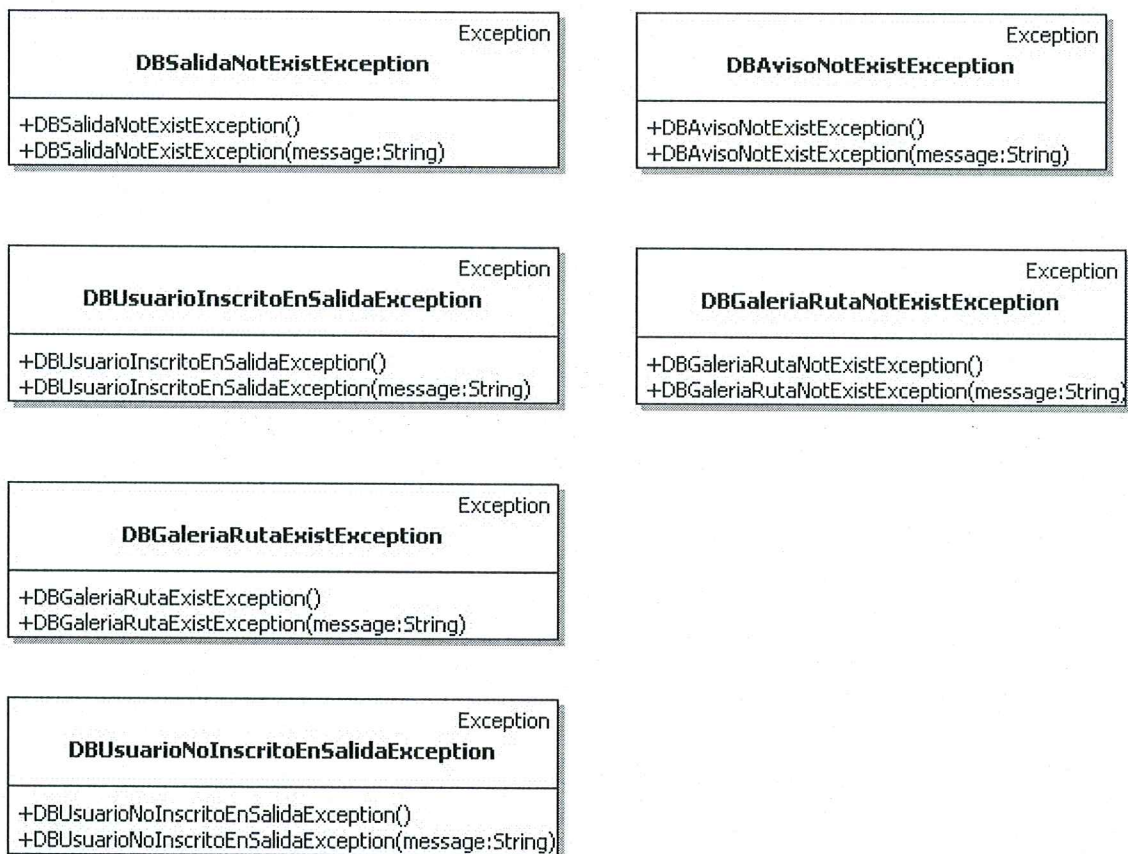 Exception
DBSalidaNotExistException
+DBSalidaNotExistException()
+DBSalidaNotExistException(message:String)
Exception
DBAvisoNotExistException
+DBAvisoNotExistException()
+DBAvisoNotExistException(message:String)
Exception
DBUsuarioInscritoEnSalidaException
+DBUsuarioInscritoEnSalidaException()
+DBUsuarioInscritoEnSalidaException(message:String)
Exception
DBGaleriaRutaNotExistException
+DBGaleriaRutaNotExistException()
+DBGaleriaRutaNotExistException(message:String)
Exception
DBGaleriaRutaExistException
+DBGaleriaRutaExistException()
+DBGaleriaRutaExistException(message:String)
Exception
DBUsuarioNoInscritoEnSalidaException
+DBUsuarioNoInscritoEnSalidaException()
+DBUsuarioNoInscritoEnSalidaException(message:String)